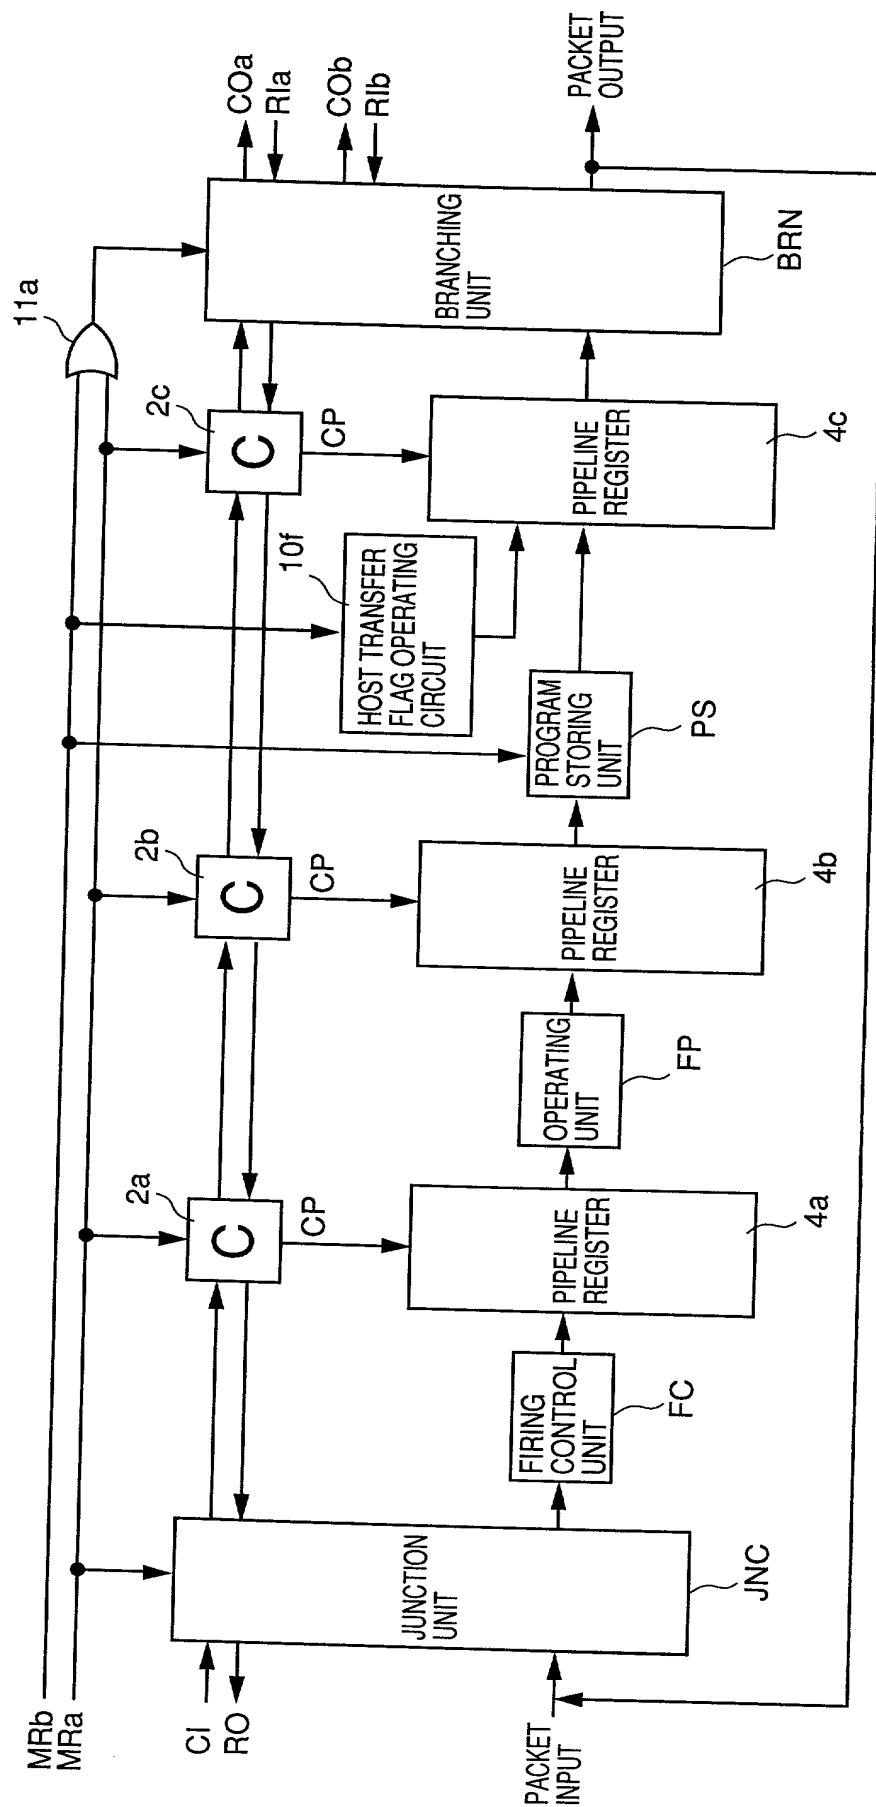 MRb
MRa
CI
RO
PACKET
INPUT
JUNCTION
UNIT
JNC
FIRING
CONTROL
UNIT
FC
2a
C
CP
PIPELINE
REGISTER
4a
OPERATING
UNIT
FP
2b
C
CP
PIPELINE
REGISTER
4b
PROGRAM
STORING
UNIT
PS
HOST TRANSFER
FLAG OPERATING
CIRCUIT
10f
2c
C
CP
PIPELINE
REGISTER
4c
11a
BRANCHING
UNIT
BRN
COa
RIa
COb
RIb
PACKET
OUTPUT